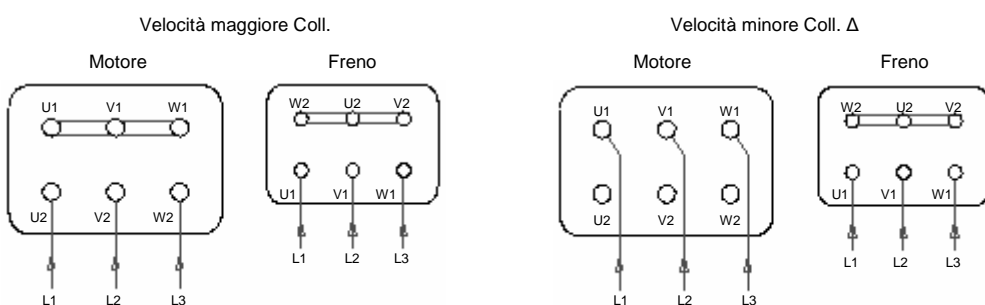 Velocità maggiore Coll.
Velocità minore Coll. Δ
Motore
Freno
Motore
Freno
U1 V1 W1
W2 U2 V2
U1 V1 W1
W2 U2 V2
U1 V1 W1
U1 V1 W1
U2 V2 W2
U2 V2 W2
L1 L2 L3
L1 L2 L3
L1 L2 L3
L1 L2 L3